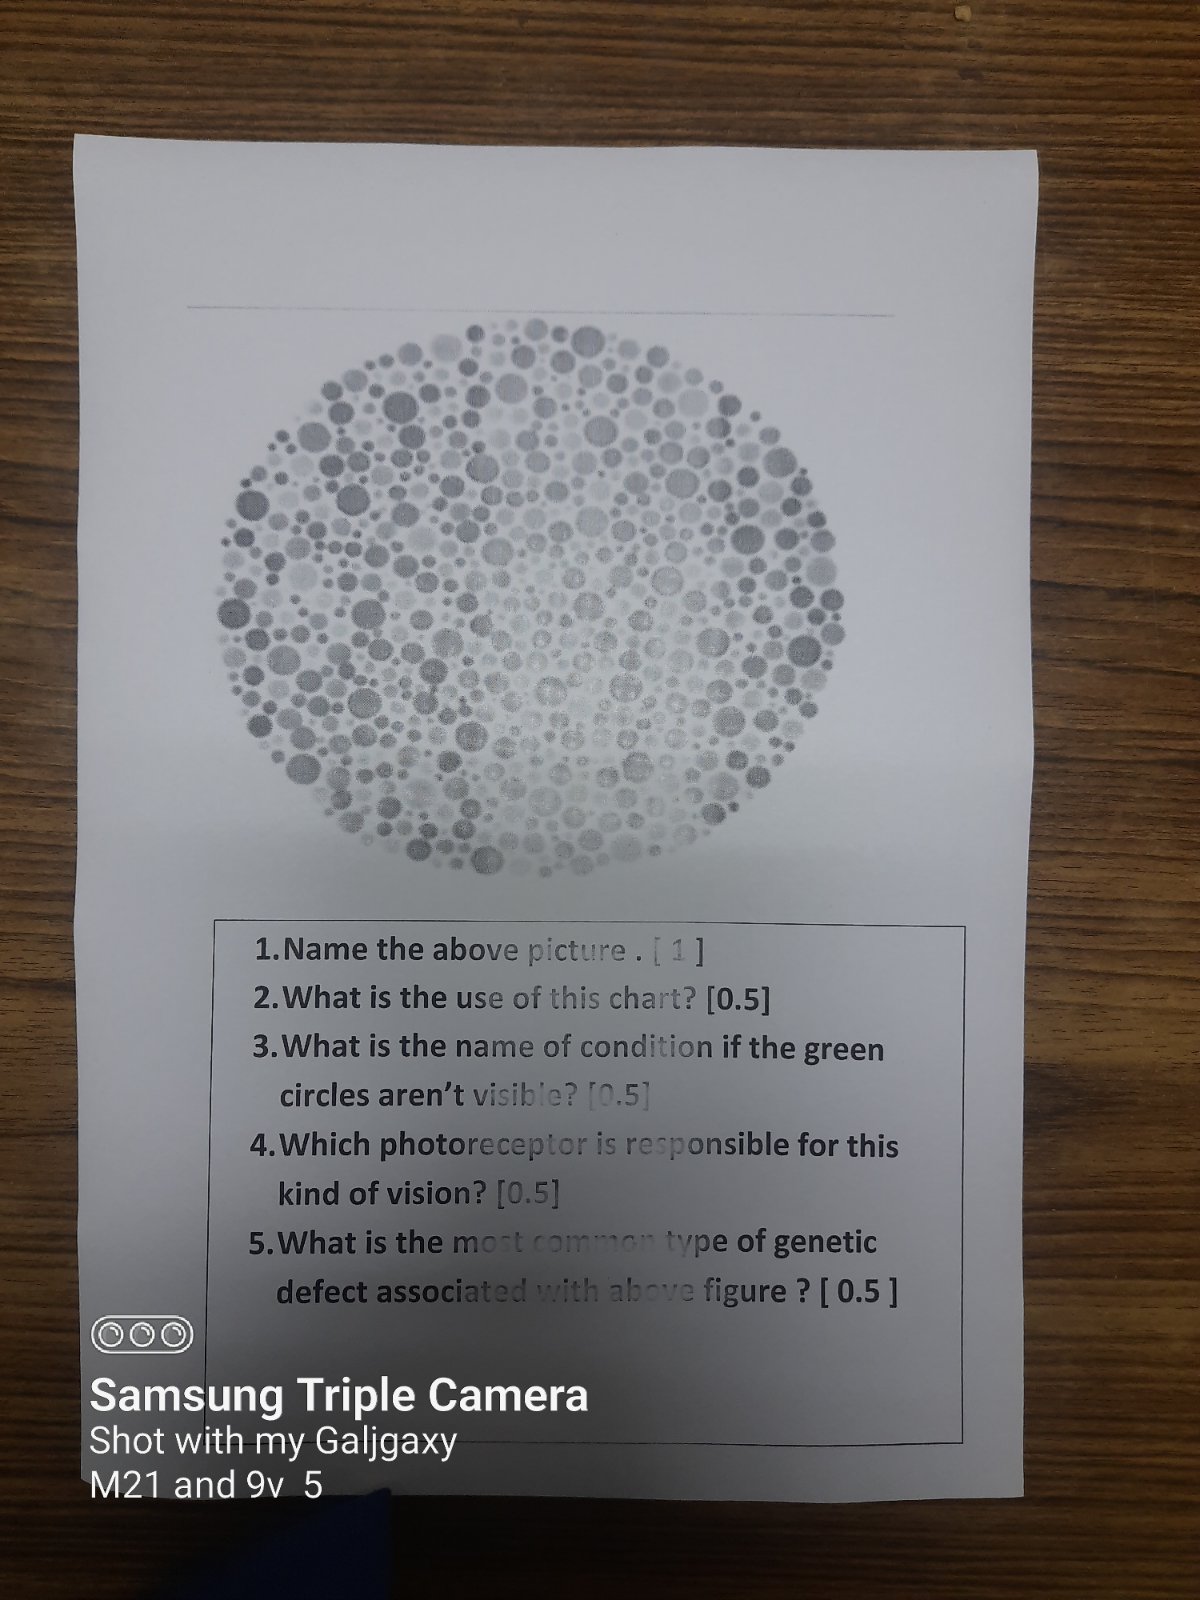 1.Name the above picture . [ 1 ]
2.What is the use of this chart? [0.5]
3.What is the name of condition if the green
circles aren't visible? [0.5]
4.Which photoreceptor is responsible for this
kind of vision? [0.5]
5.What is the most common type of genetic
defect associated with above figure ? [ 0.5 ]
Samsung Triple Camera
Shot with my Galjgaxy
M21 and 9v 5